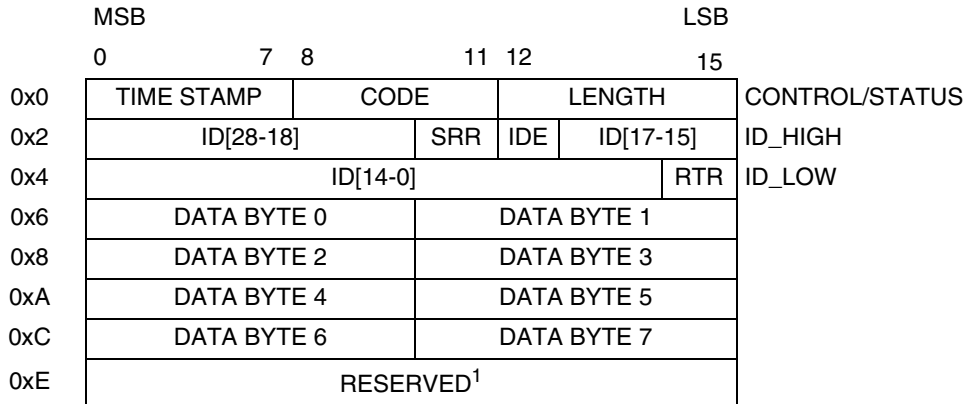 MSB LSB
0 7 8 11 12 15
0x0 TIME STAMP CODE LENGTH CONTROL/STATUS
0x2 ID[28-18] SRR IDE ID[17-15] ID_HIGH
0x4 ID[14-0] RTR ID_LOW
0x6 DATA BYTE 0 DATA BYTE 1
0x8 DATA BYTE 2 DATA BYTE 3
0xA DATA BYTE 4 DATA BYTE 5
0xC DATA BYTE 6 DATA BYTE 7
0xE RESERVED1